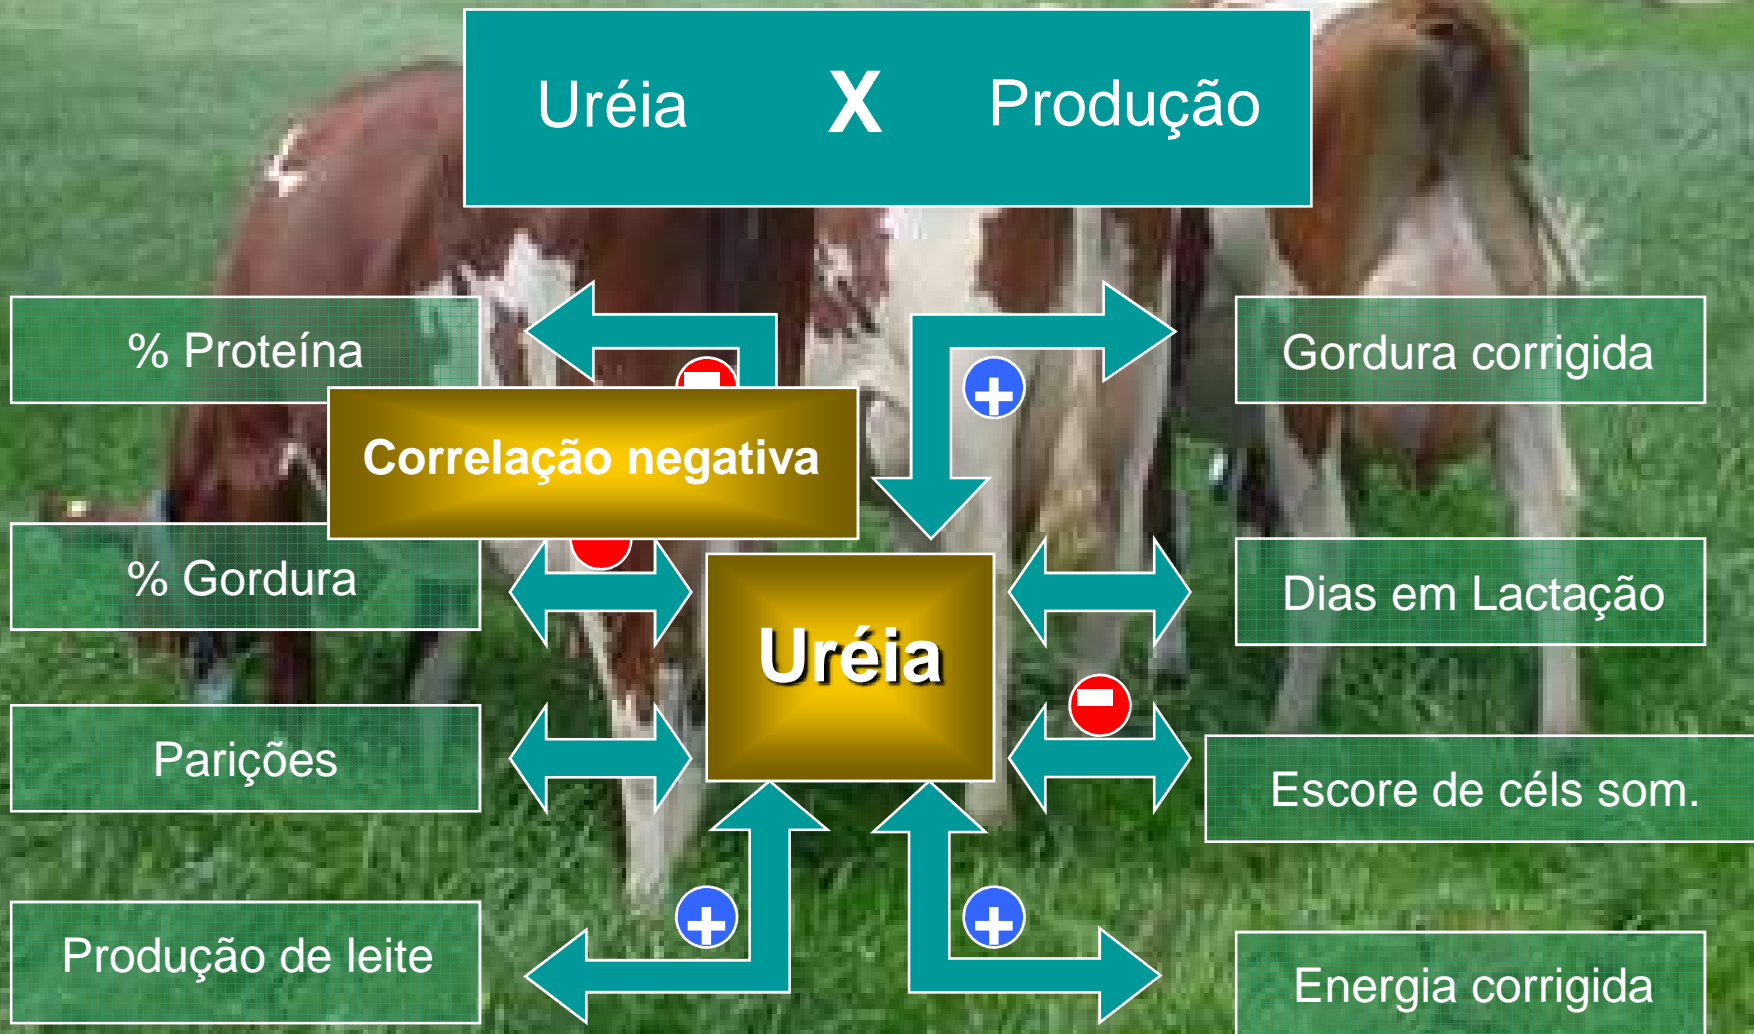 Uréia X Produção
% Proteína
Gordura corrigida
+
Correlação negativa
% Gordura
Dias em Lactação
Uréia
-
Parições
Escore de céls som.
+
+
Produção de leite
Energia corrigida